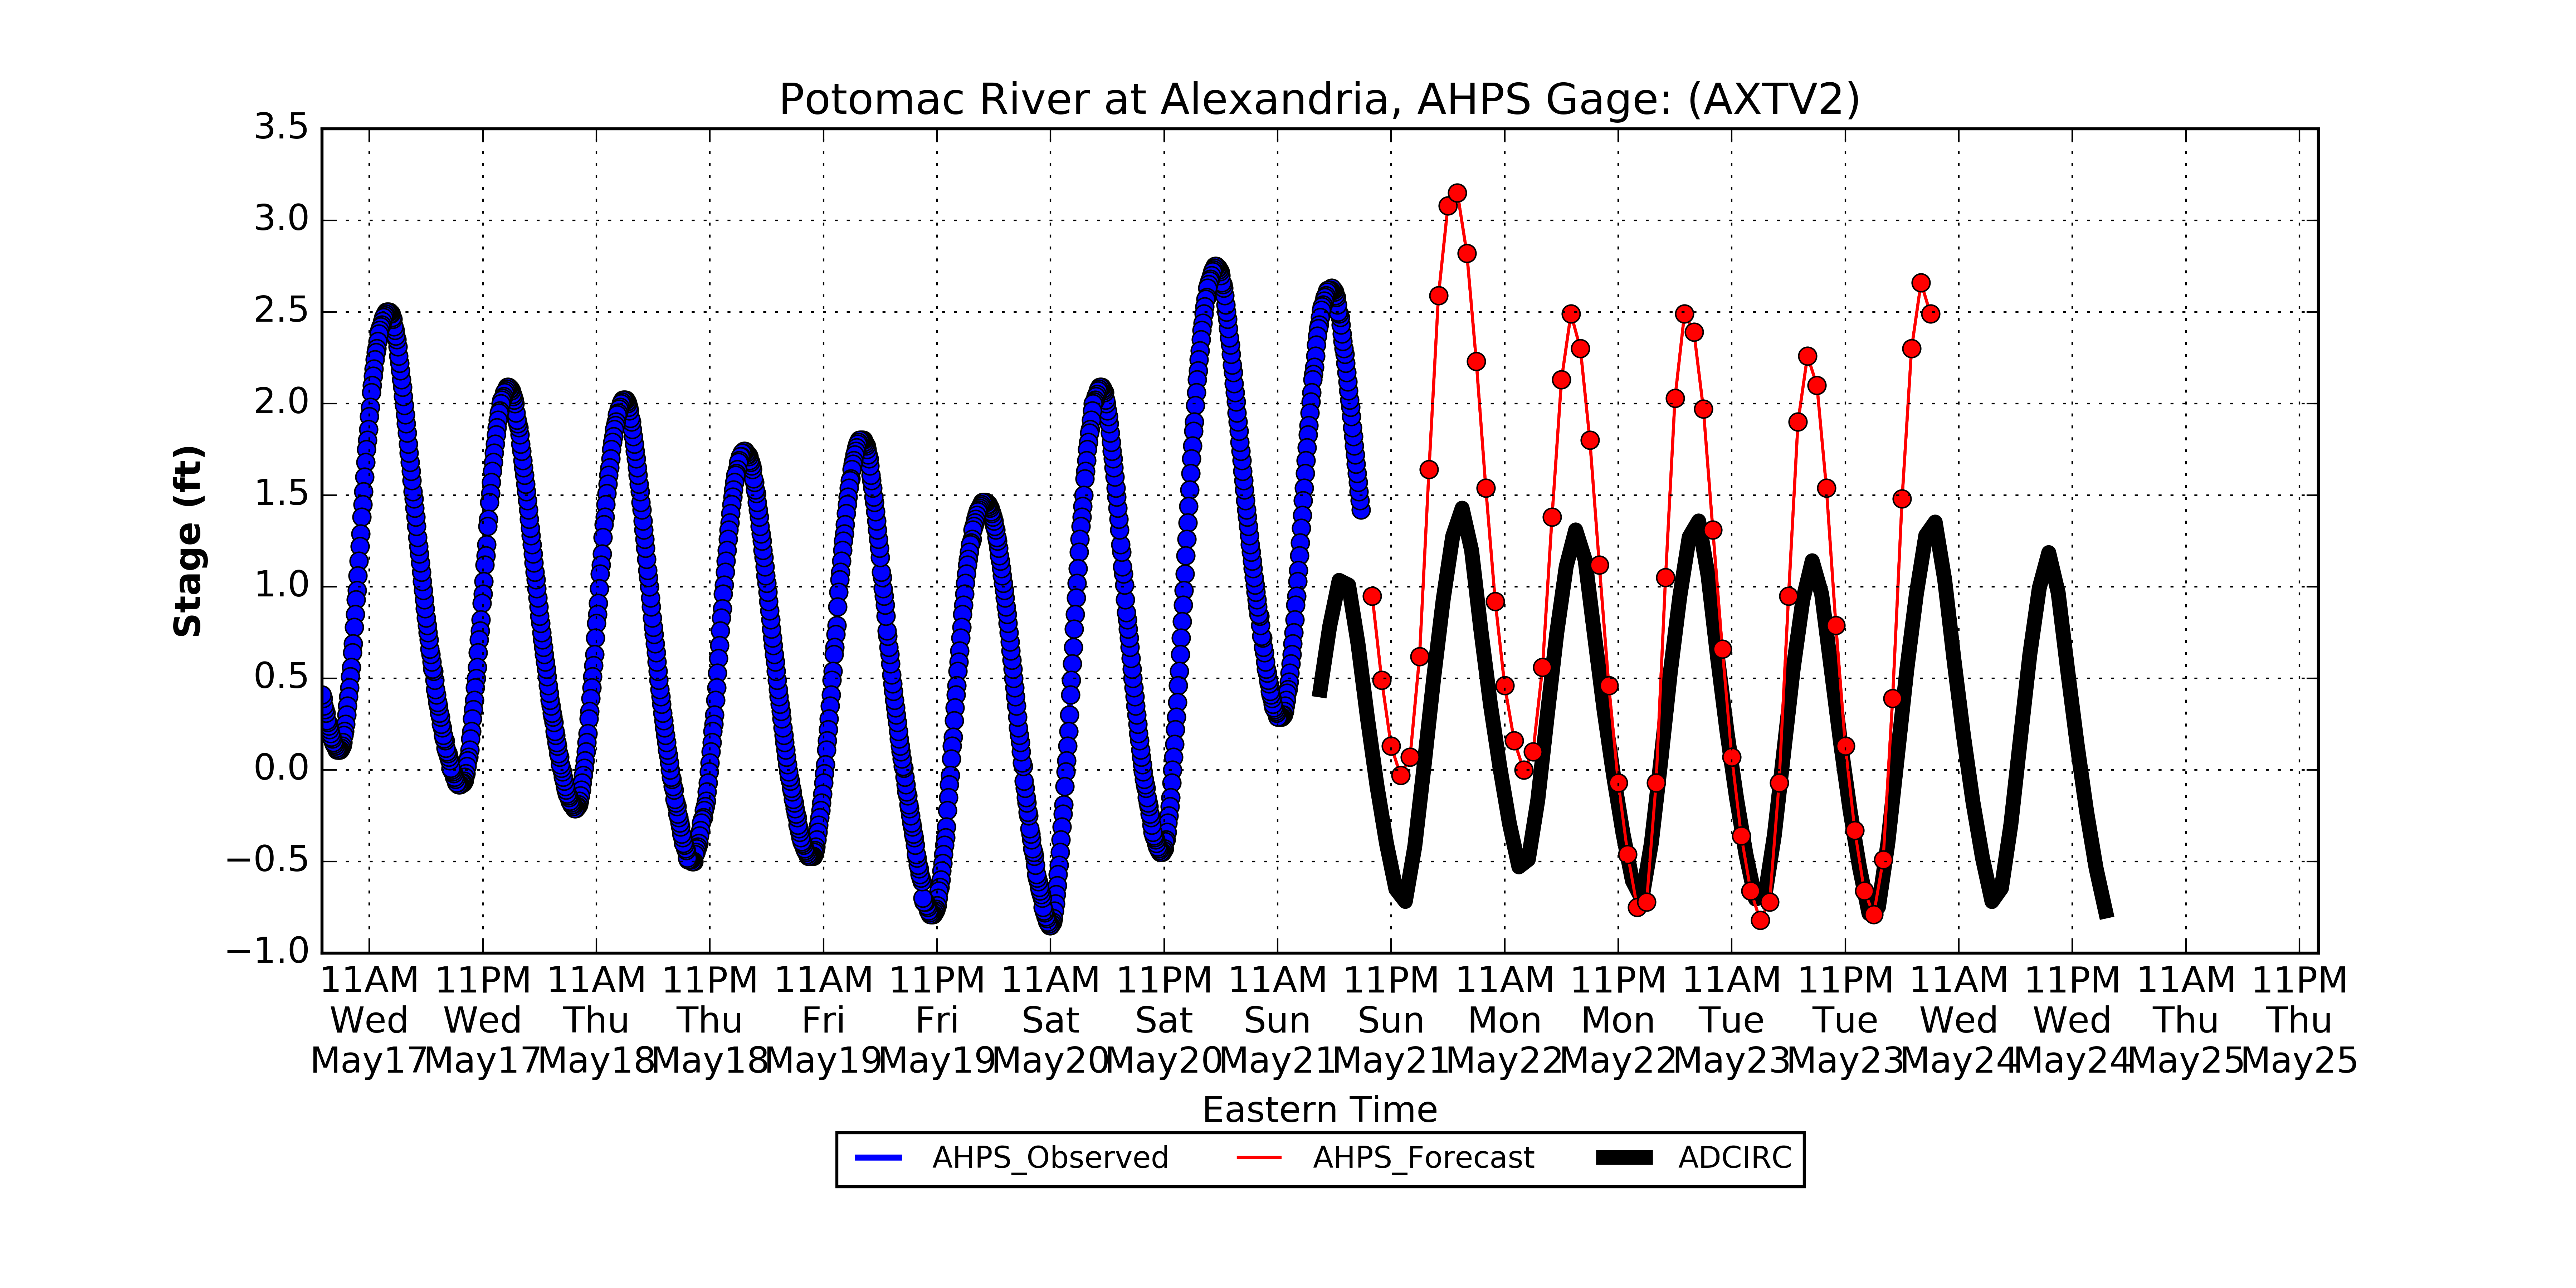 Potomac River at Alexandria, AHPS Gage: (AXTV2)
3.5
3.0
2.5
2.0
1.5
1.0
0.5
0.0
−0.5
−1.0
Stage (ft)
11AM 11PM 11AM 11PM 11AM 11PM 11AM 11PM 11AM 11PM 11AM 11PM 11AM 11PM 11AM 11PM 11AM 11PM
Wed Wed Thu Thu Fri Fri Sat Sat Sun Sun Mon Mon Tue Tue Wed Wed Thu Thu
May17 May17 May18 May18 May19 May19 May20 May20 May21 May21 May22 May22 May23 May23 May24 May24 May25 May25
Eastern Time
AHPS_Observed AHPS_Forecast ADCIRC